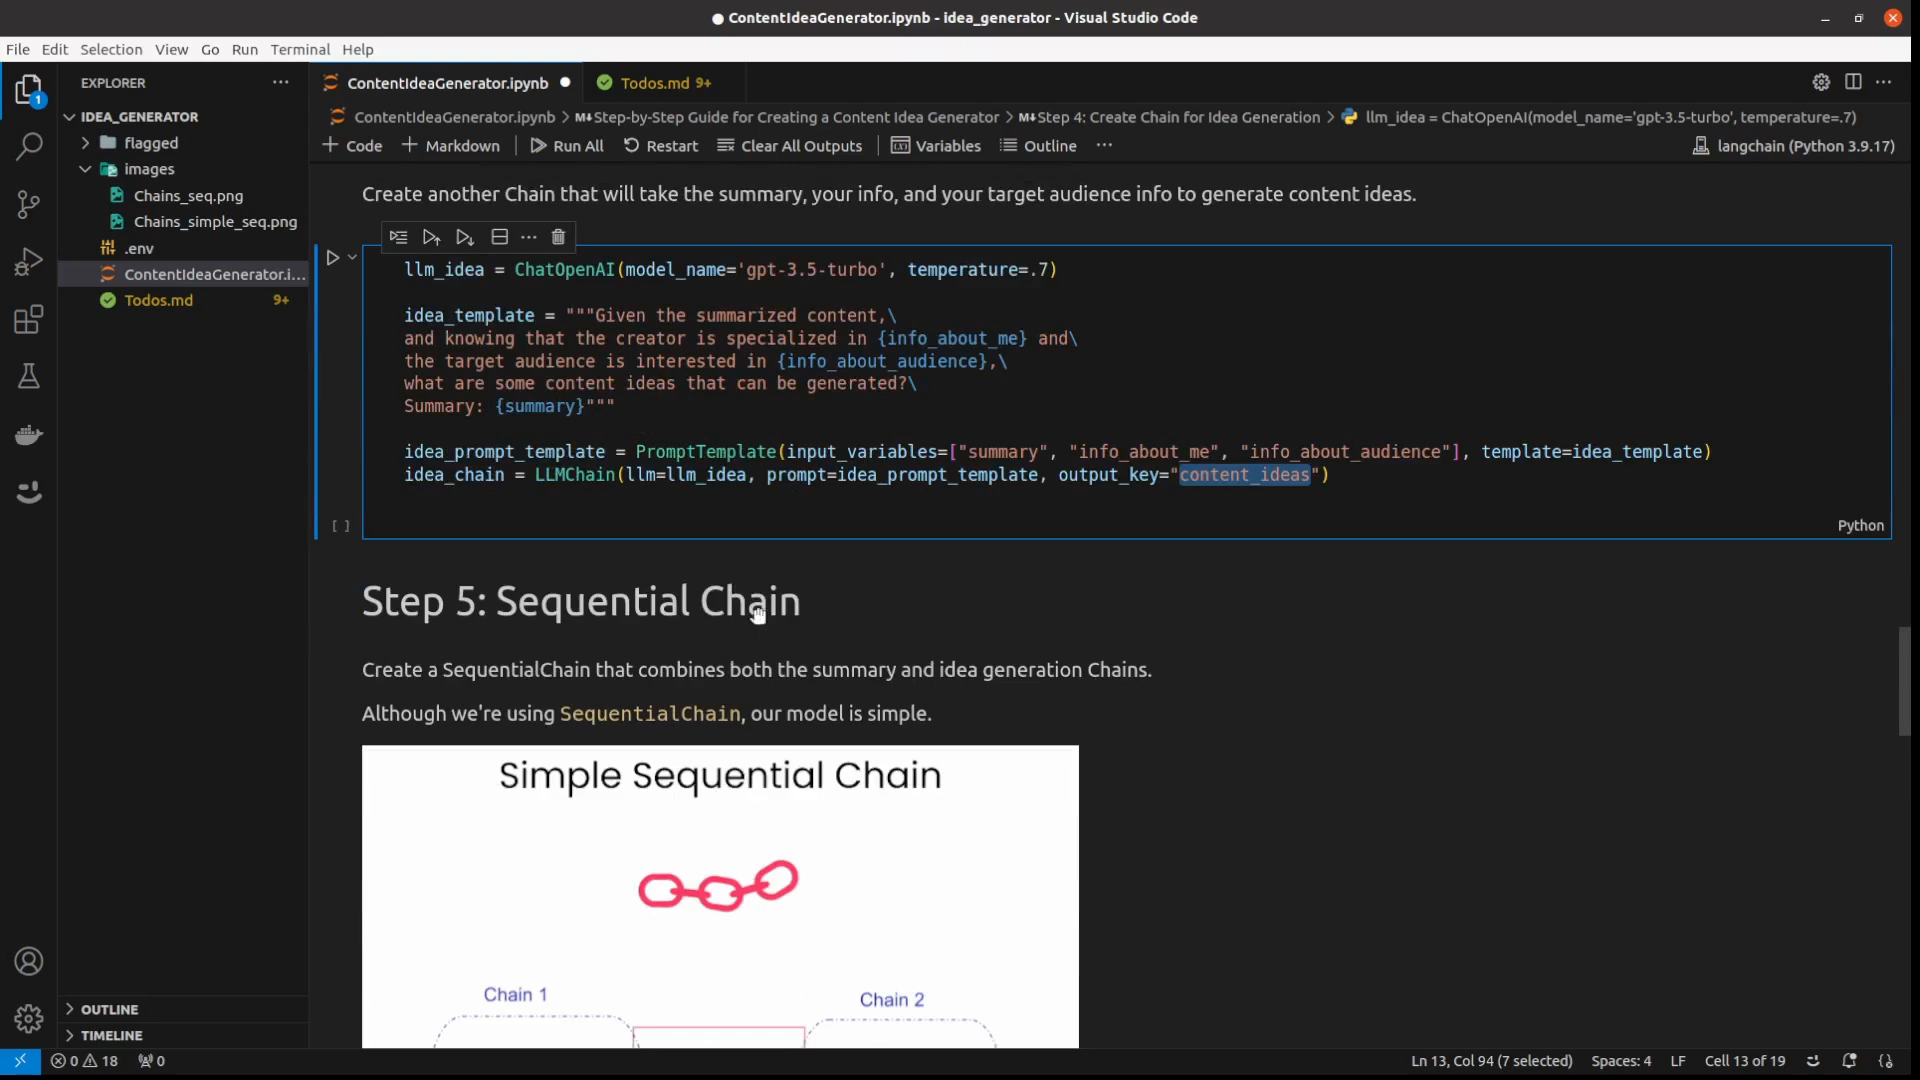 ContentIdeaGenerator.ipynb - idea_generator - Visual Studio Code
File Edit Selection View Go Run Terminal Help
EXPLORER
ContentIdeaGenerator.ipynb
Todos.md 9+
1
IDEA_GENERATOR
flagged
images
Chains_seq.png
Chains_simple_seq.png
.env
ContentIdeaGenerator.i...
Todos.md 9+
OUTLINE
TIMELINE
ContentIdeaGenerator.ipynb > M↓Step-by-Step Guide for Creating a Content Idea Generator > M↓Step 4: Create Chain for Idea Generation > llm_idea = ChatOpenAI(model_name='gpt-3.5-turbo', temperature=.7)
+ Code + Markdown Run All Restart Clear All Outputs Variables Outline ... langchain (Python 3.9.17)
Create another Chain that will take the summary, your info, and your target audience info to generate content ideas.
llm_idea = ChatOpenAI(model_name='gpt-3.5-turbo', temperature=.7)
idea_template = """Given the summarized content,\
and knowing that the creator is specialized in {info_about_me} and\
the target audience is interested in {info_about_audience},\
what are some content ideas that can be generated?\
Summary: {summary}"""
idea_prompt_template = PromptTemplate(input_variables=["summary", "info_about_me", "info_about_audience"], template=idea_template)
idea_chain = LLMChain(llm=llm_idea, prompt=idea_prompt_template, output_key="content_ideas")
[ ]
Python
Step 5: Sequential Chain
Create a SequentialChain that combines both the summary and idea generation Chains.
Although we're using SequentialChain, our model is simple.
Simple Sequential Chain
Chain 1
Chain 2
0 18 0
Ln 13, Col 94 (7 selected) Spaces: 4 LF Cell 13 of 19